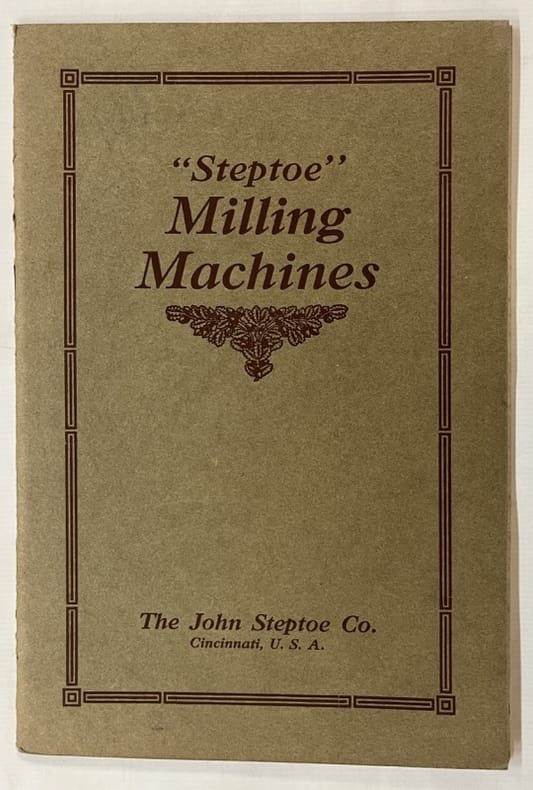 “Steptoe”
Milling
Machines
The John Steptoe Co.
Cincinnati, U. S. A.